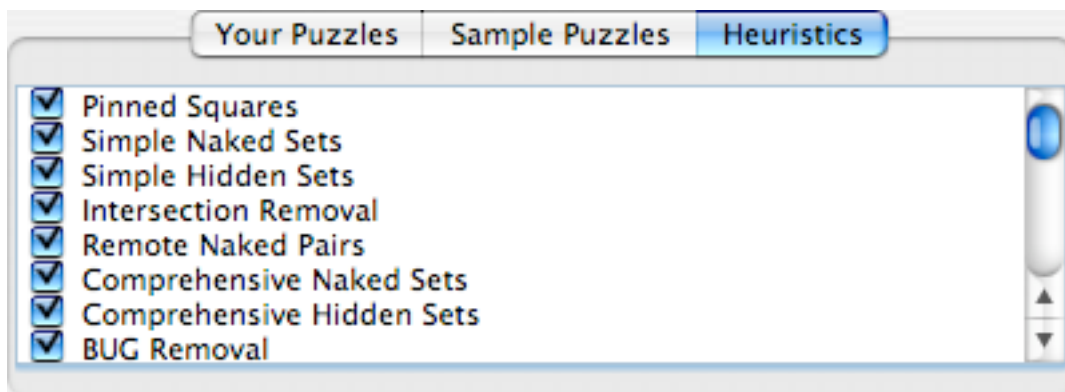 Your Puzzles Sample Puzzles Heuristics
Pinned Squares
Simple Naked Sets
Simple Hidden Sets
Intersection Removal
Remote Naked Pairs
Comprehensive Naked Sets
Comprehensive Hidden Sets
BUG Removal